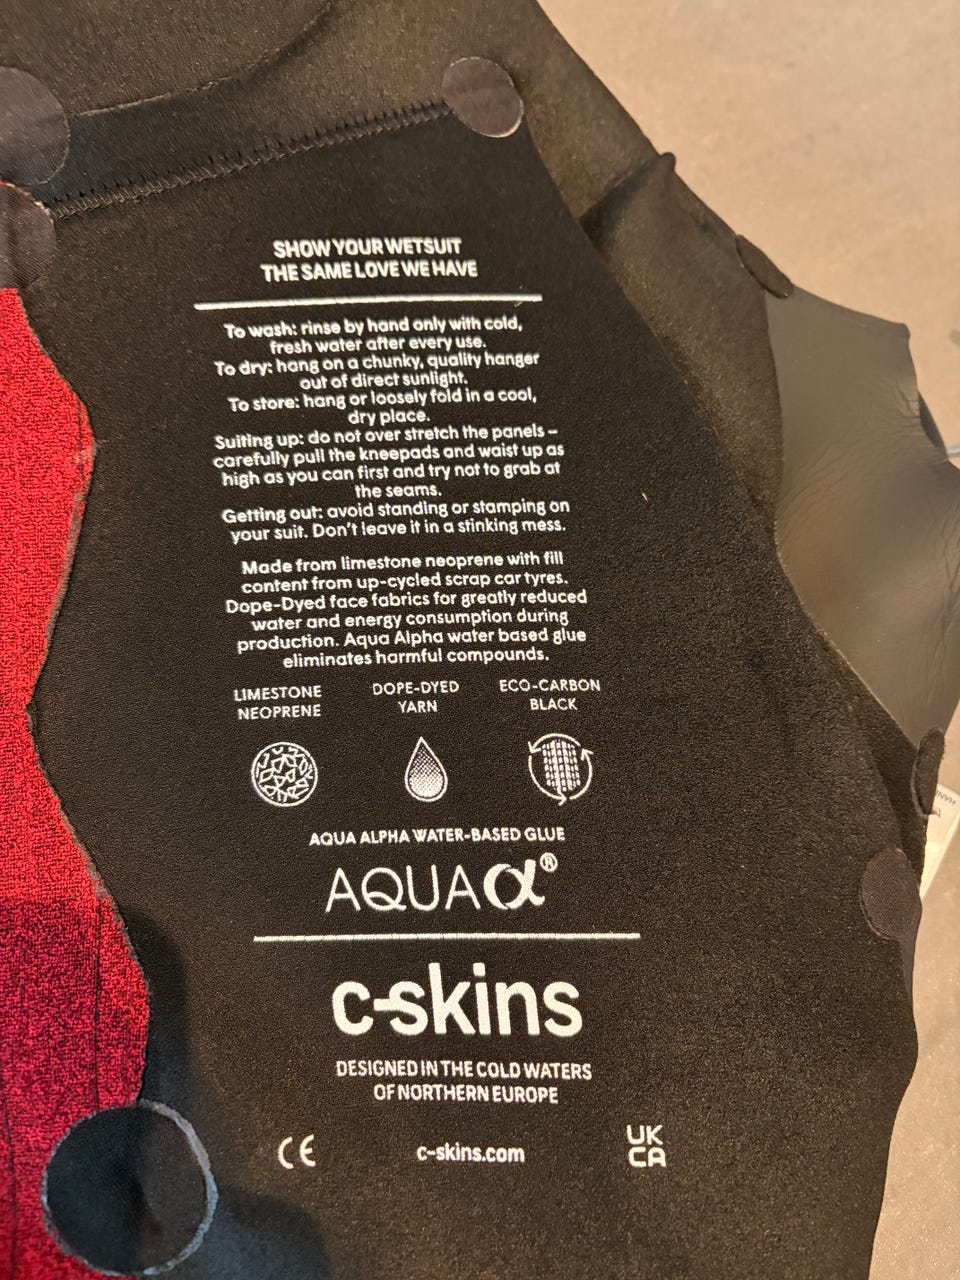 SHOW YOUR WETSUIT
THE SAME LOVE WE HAVE
To wash: rinse by hand only with cold,
fresh water after every use.
To dry: hang on a chunky, quality hanger
out of direct sunlight.
To store: hang or loosely fold in a cool,
dry place.
Suiting up: do not over stretch the panels –
carefully pull the kneepads and waist up as
high as you can first and try not to grab at
the seams.
Getting out: avoid standing or stamping on
your suit. Don't leave it in a stinking mess.
Made from limestone neoprene with fill
content from up-cycled scrap car tyres.
Dope-Dyed face fabrics for greatly reduced
water and energy consumption during
production. Aqua Alpha water based glue
eliminates harmful compounds.
LIMESTONE NEOPRENE
DOPE-DYED YARN
ECO-CARBON BLACK
AQUA ALPHA WATER-BASED GLUE
AQUA α®
c-skins
DESIGNED IN THE COLD WATERS
OF NORTHERN EUROPE
CE
c-skins.com
UK
CA